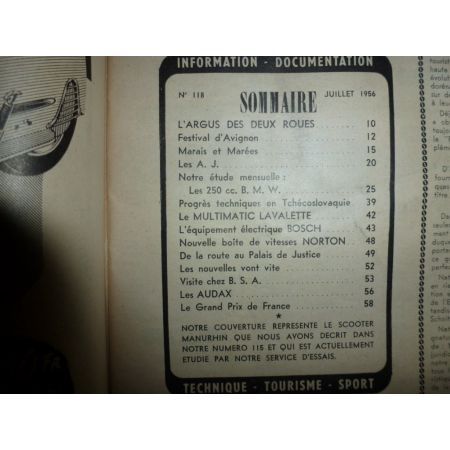 INFORMATION - DOCUMENTATION
N° 118 SOMMAIRE JUILLET 1956
L'ARGUS DES DEUX ROUES 10
Festival d'Avignon 12
Marais et Marées 15
Les A. J. 20
Notre étude mensuelle :
Les 250 cc. B. M. W. 25
Progrès techniques en Tchécoslovaquie 39
Le MULTIMATIC LAVALETTE 42
L'équipement électrique BOSCH 43
Nouvelle boîte de vitesses NORTON 48
De la route au Palais de Justice 49
Les nouvelles vont vite 52
Visite chez B. S. A. 53
Les AUDAX 56
Le Grand Prix de France 58
★
NOTRE COUVERTURE REPRESENTE LE SCOOTER
MANURHIN QUE NOUS AVONS DECRIT DANS
NOTRE NUMERO 115 ET QUI EST ACTUELLEMENT
ETUDIE PAR NOTRE SERVICE D'ESSAIS.
TECHNIQUE - TOURISME - SPORT